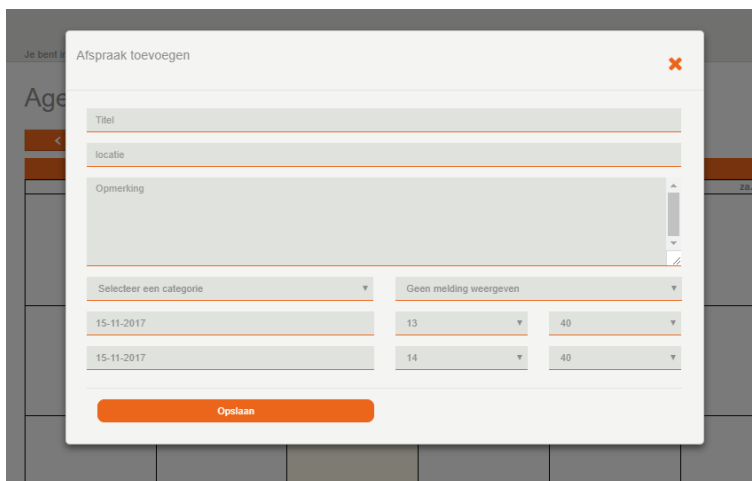 Je bent i
Afspraak toevoegen
Age
Titel
locatie
za.
Opmerking
Selecteer een categorie
Geen melding weergeven
15-11-2017
13
40
15-11-2017
14
40
Opslaan